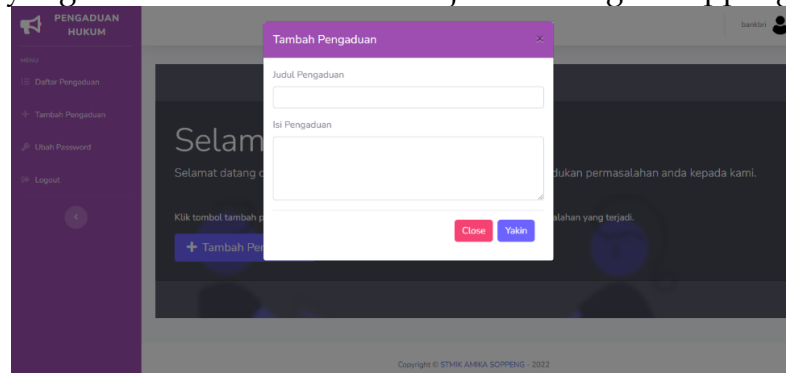 PENGADUAN
HUKUM
bankbri
MENU
Daftar Pengaduan
Tambah Pengaduan
Ubah Password
Logout
Tambah Pengaduan
×
Judul Pengaduan
Isi Pengaduan
Close
Yakin
Selam
Selamat datang
dukan permasalahan anda kepada kami.
Klik tombol tambah p
alahan yang terjadi.
+ Tambah Pe
Copyright © STMIK AMIKA SOPPENG - 2022